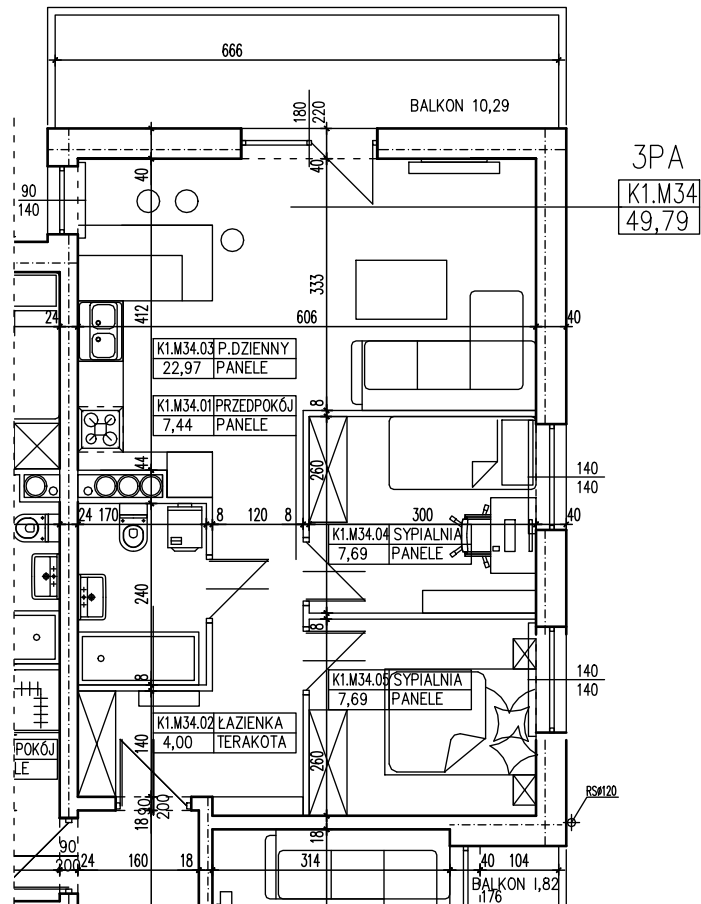 666
BALKON 10,29
180
220
3PA
K1.M34
49,79
40
40
90
140
333
412
24
606
40
K1.M34.03 P.DZIENNY
22,97 PANELE
K1.M34.01 PRZEDPOKÓJ
7,44 PANELE
8
44
260
140
140
24 170 8 120 8 300 40
K1.M34.04 SYPIALNIA
7,69 PANELE
240
8
8
140
140
K1.M34.05 SYPIALNIA
7,69 PANELE
K1.M34.02 ŁAZIENKA
4,00 TERAKOTA
POKÓJ
LE
140
260
RSø120
90
200
18
18
90
200
24 160 18 314 40 104
BALKON 1,82
176